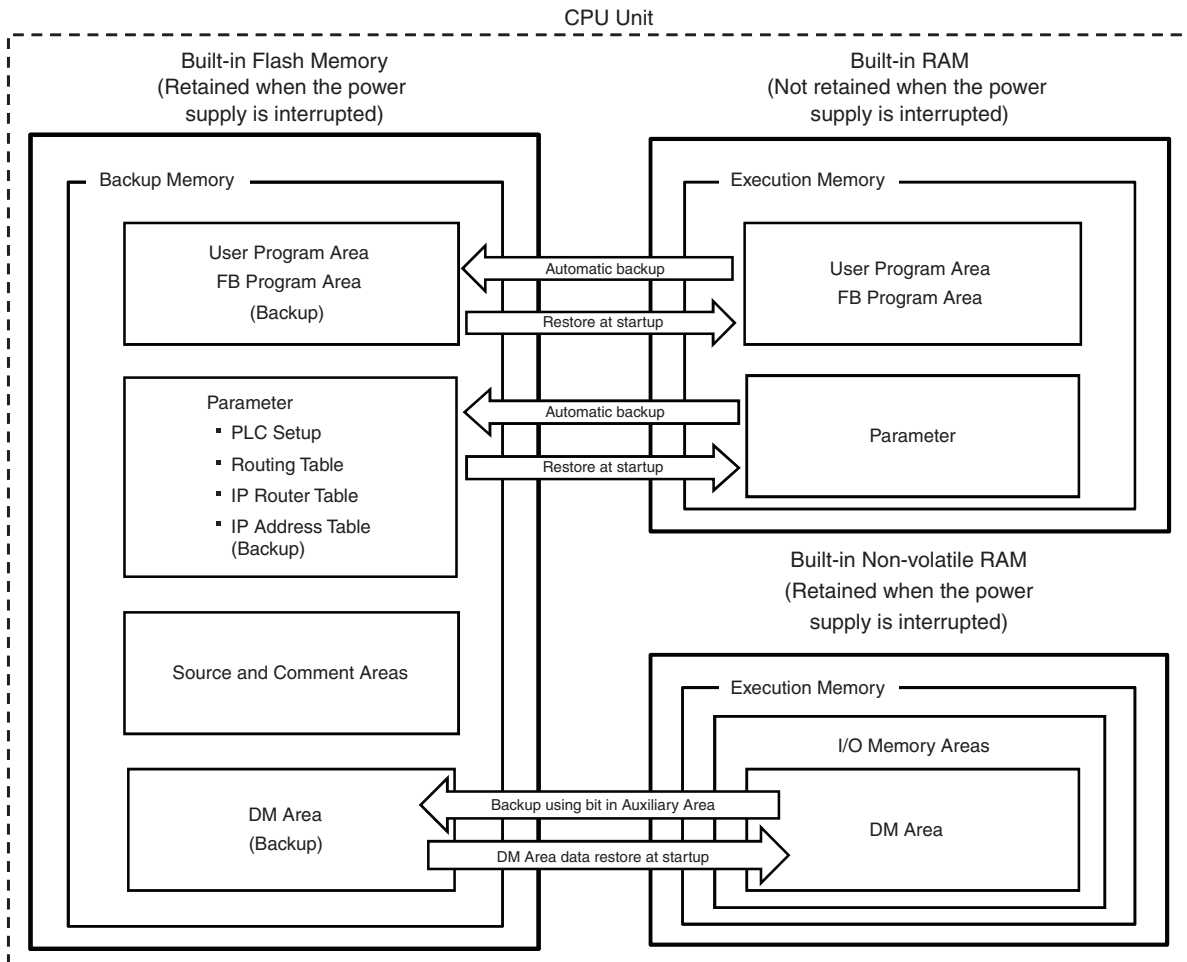 CPU Unit
Built-in Flash Memory
(Retained when the power
supply is interrupted)
Backup Memory
User Program Area
FB Program Area
(Backup)
Parameter
▪ PLC Setup
▪ Routing Table
▪ IP Router Table
▪ IP Address Table
(Backup)
Source and Comment Areas
DM Area
(Backup)
Automatic backup
Restore at startup
Automatic backup
Restore at startup
Backup using bit in Auxiliary Area
DM Area data restore at startup
Built-in RAM
(Not retained when the power
supply is interrupted)
Execution Memory
User Program Area
FB Program Area
Parameter
Built-in Non-volatile RAM
(Retained when the power
supply is interrupted)
Execution Memory
I/O Memory Areas
DM Area